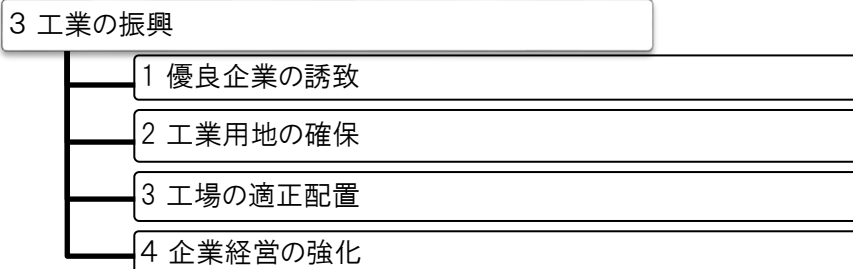 3 工業の振興
1 優良企業の誘致
2 工業用地の確保
3 工場の適正配置
4 企業経営の強化